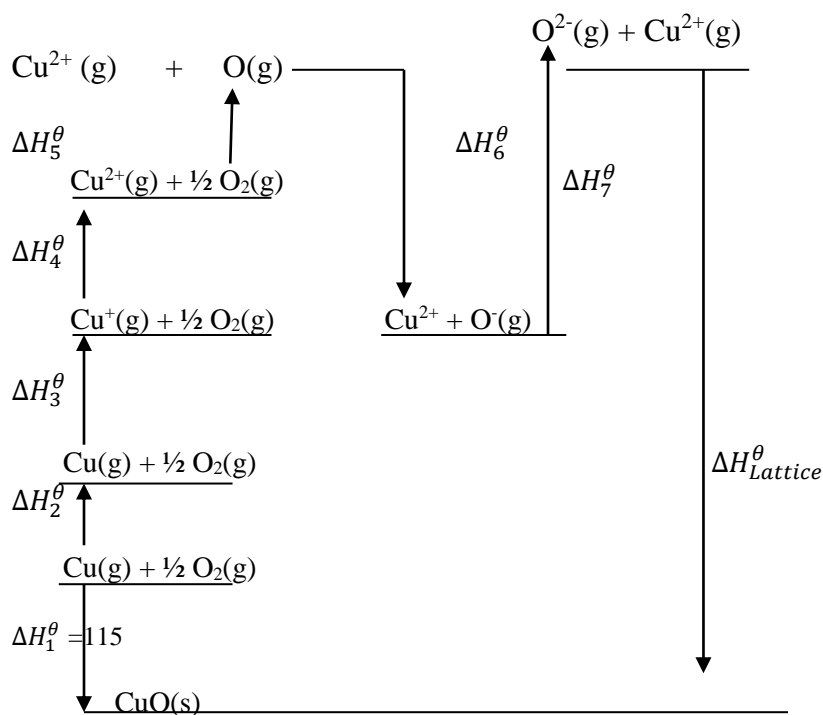 O²⁻(g) + Cu²⁺(g)
Cu²⁺ (g) + O(g)
ΔH₅^θ
ΔH₆^θ
Cu²⁺(g) + ½ O₂(g)
ΔH₇^θ
ΔH₄^θ
Cu⁺(g) + ½ O₂(g)
Cu²⁺ + O⁻(g)
ΔH₃^θ
Cu(g) + ½ O₂(g)
ΔH_Lattice^θ
ΔH₂^θ
Cu(g) + ½ O₂(g)
ΔH₁^θ =115
CuO(s)